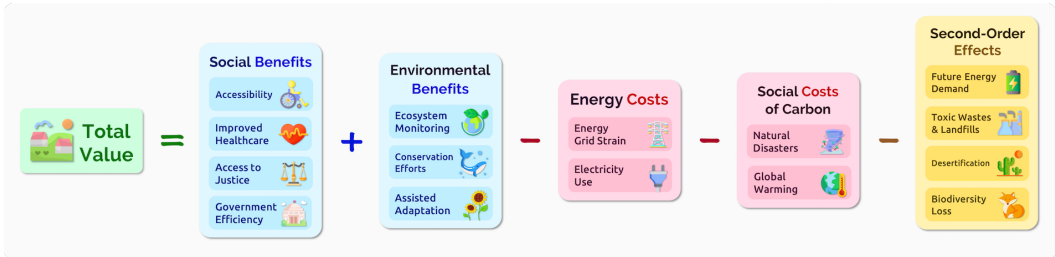 Total
Value
=
Social Benefits
Accessibility
Improved
Healthcare
Access to
Justice
Government
Efficiency
+
Environmental
Benefits
Ecosystem
Monitoring
Conservation
Efforts
Assisted
Adaptation
-
Energy Costs
Energy
Grid Strain
Electricity
Use
-
Social Costs
of Carbon
Natural
Disasters
Global
Warming
-
Second-Order
Effects
Future Energy
Demand
Toxic Wastes
& Landfills
Desertification
Biodiversity
Loss